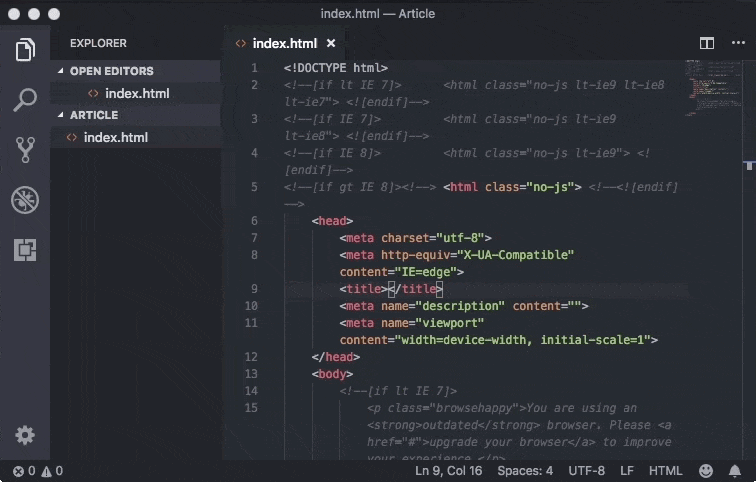 index.html — Article
EXPLORER
OPEN EDITORS
index.html
ARTICLE
index.html
<> index.html ×
1 <!DOCTYPE html>
2 <!--[if lt IE 7]> <html class="no-js lt-ie9 lt-ie8
lt-ie7"> <![endif]-->
3 <!--[if IE 7]> <html class="no-js lt-ie9
lt-ie8"> <![endif]-->
4 <!--[if IE 8]> <html class="no-js lt-ie9"> <!
[endif]-->
5 <!--[if gt IE 8]><!--> <html class="no-js"> <!--<![endif]
-->
6 <head>
7 <meta charset="utf-8">
8 <meta http-equiv="X-UA-Compatible"
content="IE=edge">
9 <title></title>
10 <meta name="description" content="">
11 <meta name="viewport"
content="width=device-width, initial-scale=1">
12 </head>
13 <body>
14 <!--[if lt IE 7]>
15 <p class="browsehappy">You are using an
<strong>outdated</strong> browser. Please <a
href="#">upgrade your browser</a> to improve
your experience.</p>
0 0 Ln 9, Col 16 Spaces: 4 UTF-8 LF HTML